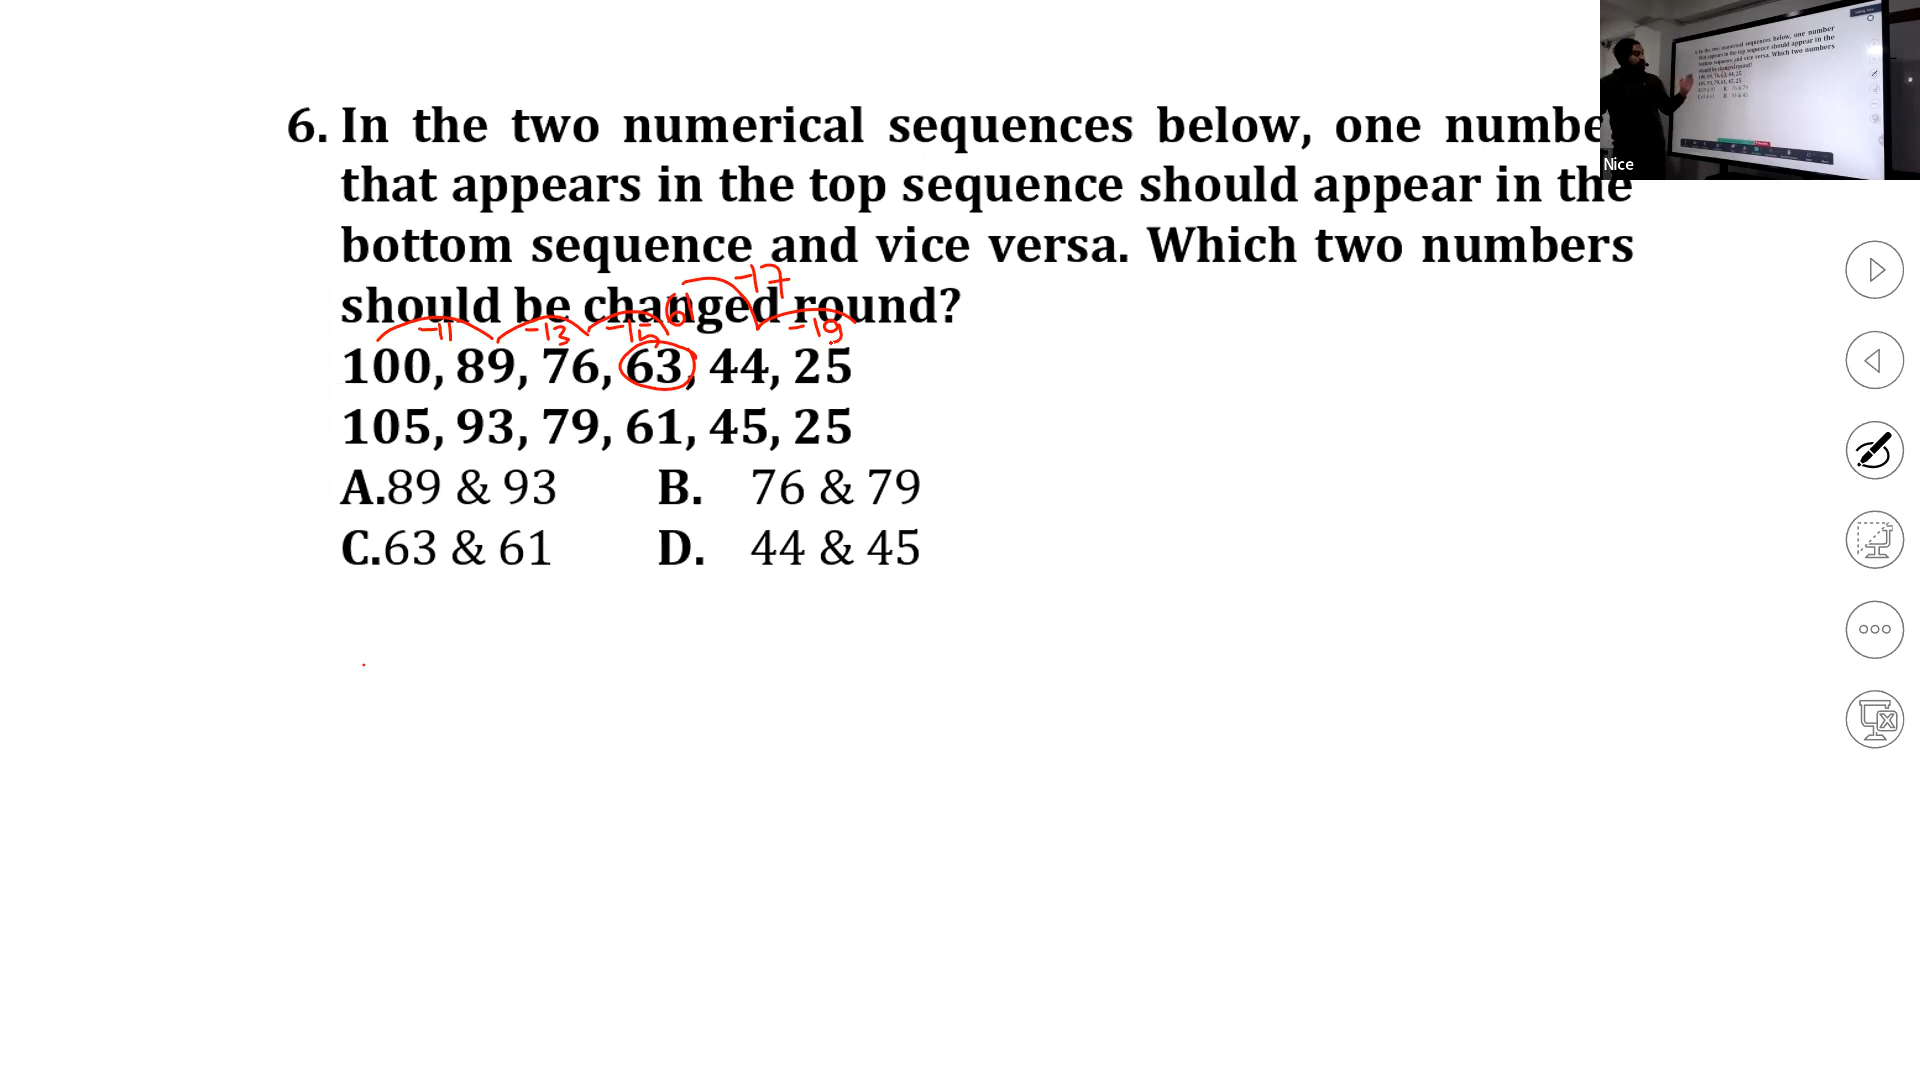 6. In the two numerical sequences below, one numbe
that appears in the top sequence should appear in the
bottom sequence and vice versa. Which two numbers
should be changed round?
-11 -13 -15 61 -17 -19
100, 89, 76, 63, 44, 25
105, 93, 79, 61, 45, 25
A.89 & 93 B. 76 & 79
C.63 & 61 D. 44 & 45
Nice